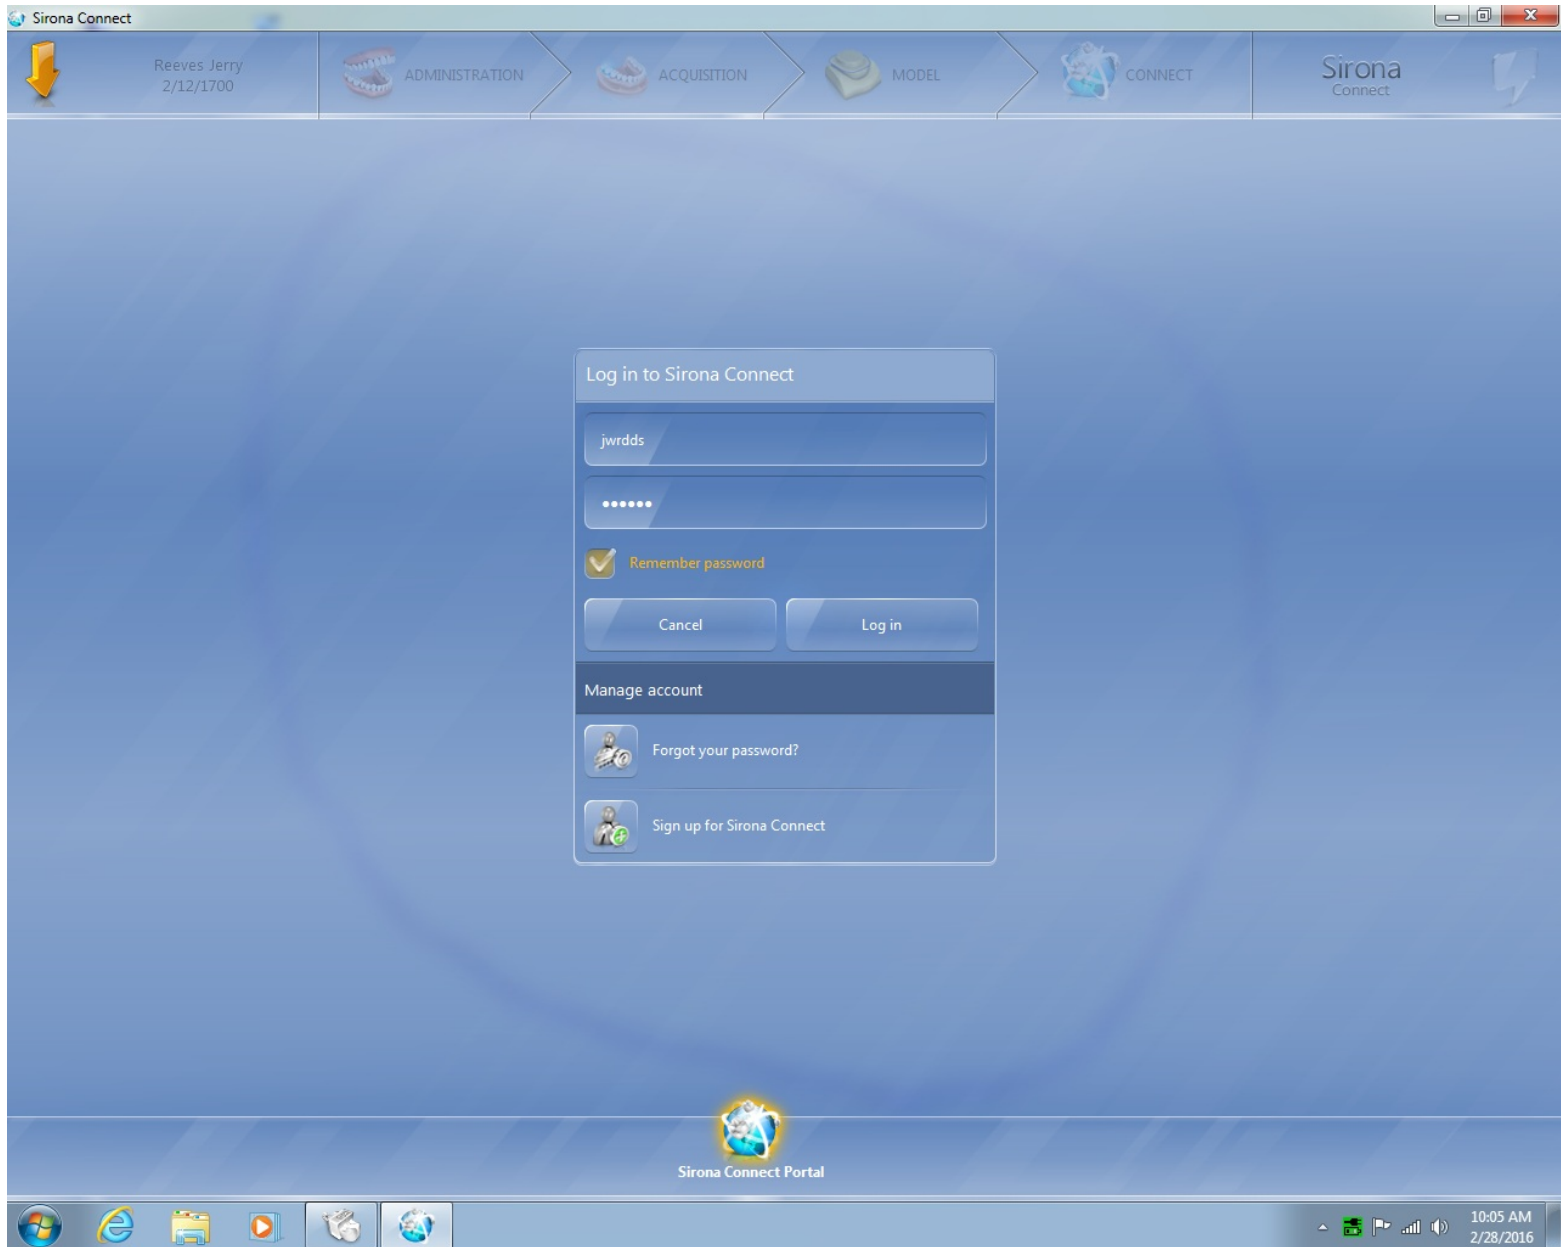 Sirona Connect
Reeves Jerry
2/12/1700
ADMINISTRATION
ACQUISITION
MODEL
CONNECT
Sirona
Connect
Log in to Sirona Connect
jwrdds
••••••
Remember password
Cancel
Log in
Manage account
Forgot your password?
Sign up for Sirona Connect
Sirona Connect Portal
10:05 AM
2/28/2016